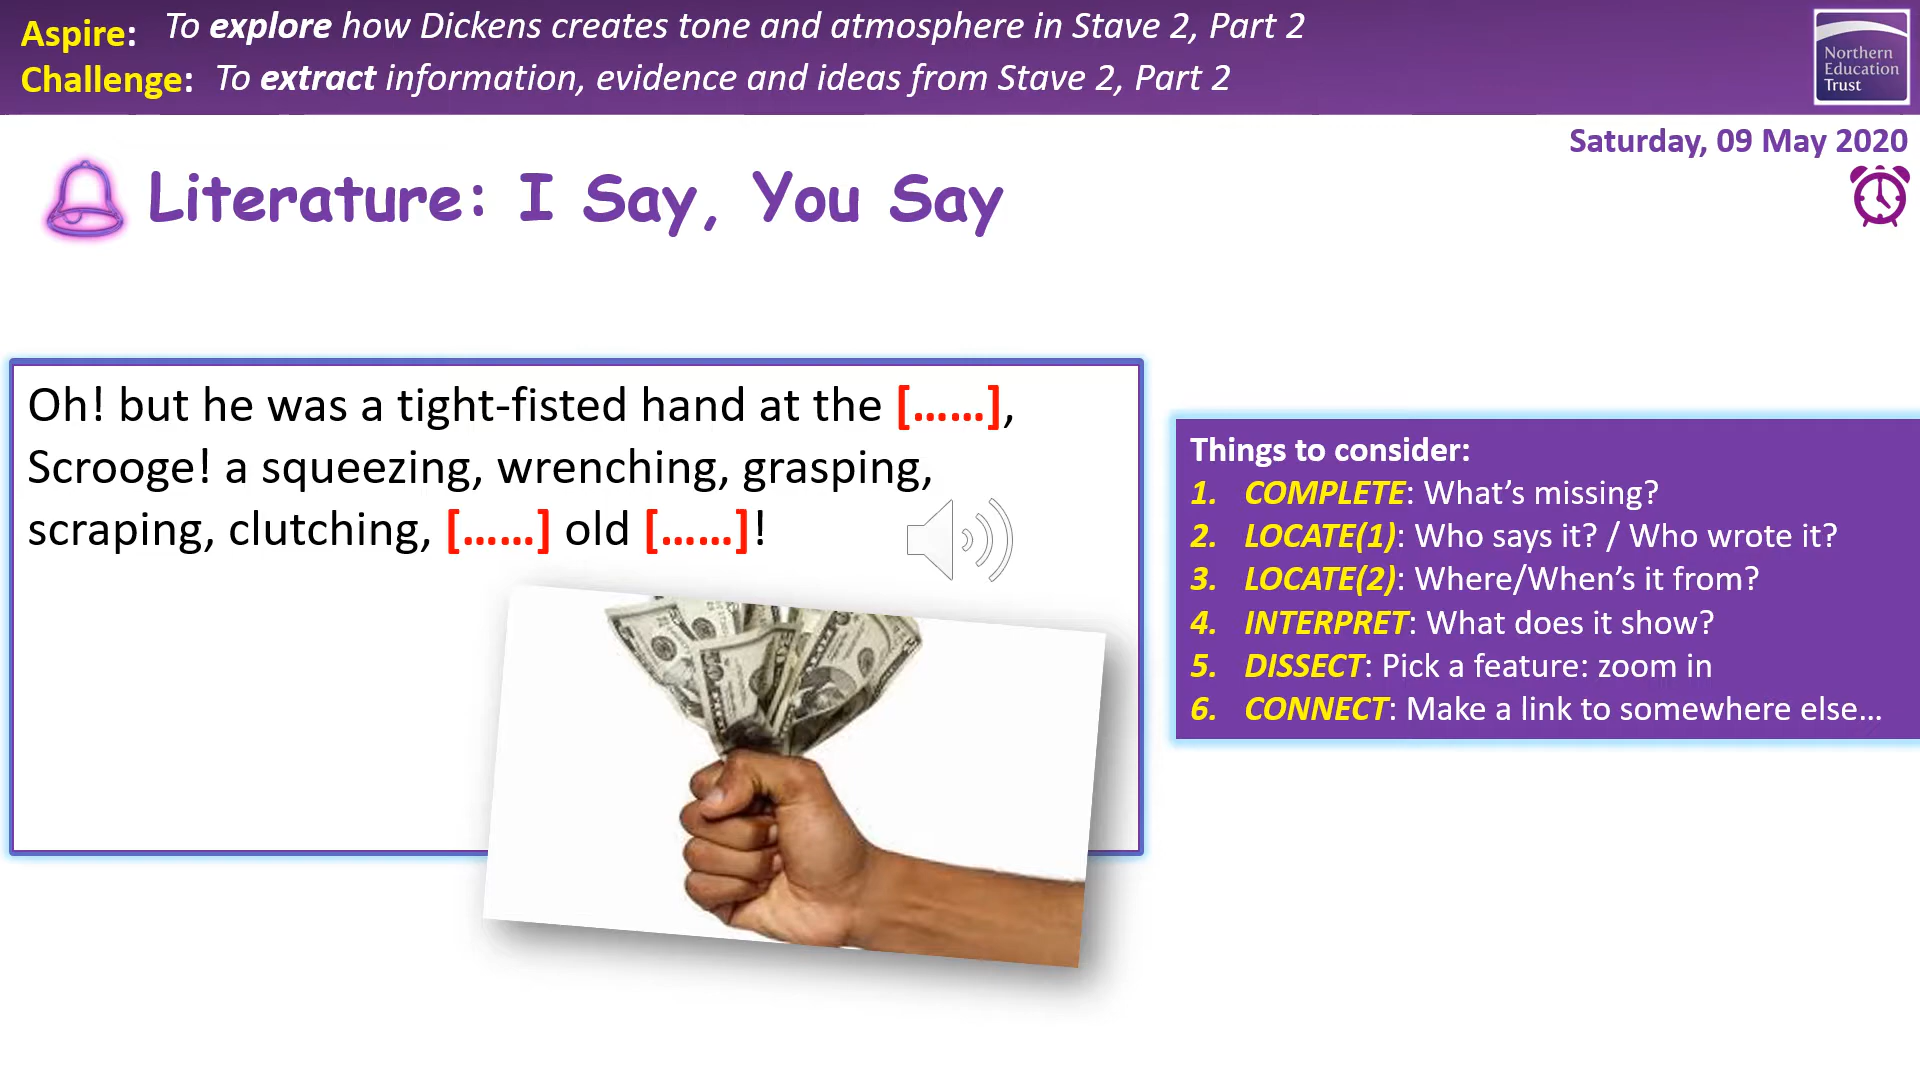 Aspire: To explore how Dickens creates tone and atmosphere in Stave 2, Part 2
Challenge: To extract information, evidence and ideas from Stave 2, Part 2
Northern
Education
Trust
Saturday, 09 May 2020
Literature: I Say, You Say
Oh! but he was a tight-fisted hand at the [……],
Scrooge! a squeezing, wrenching, grasping,
scraping, clutching, [……] old [……]!
Things to consider:
1. COMPLETE: What’s missing?
2. LOCATE(1): Who says it? / Who wrote it?
3. LOCATE(2): Where/When’s it from?
4. INTERPRET: What does it show?
5. DISSECT: Pick a feature: zoom in
6. CONNECT: Make a link to somewhere else…